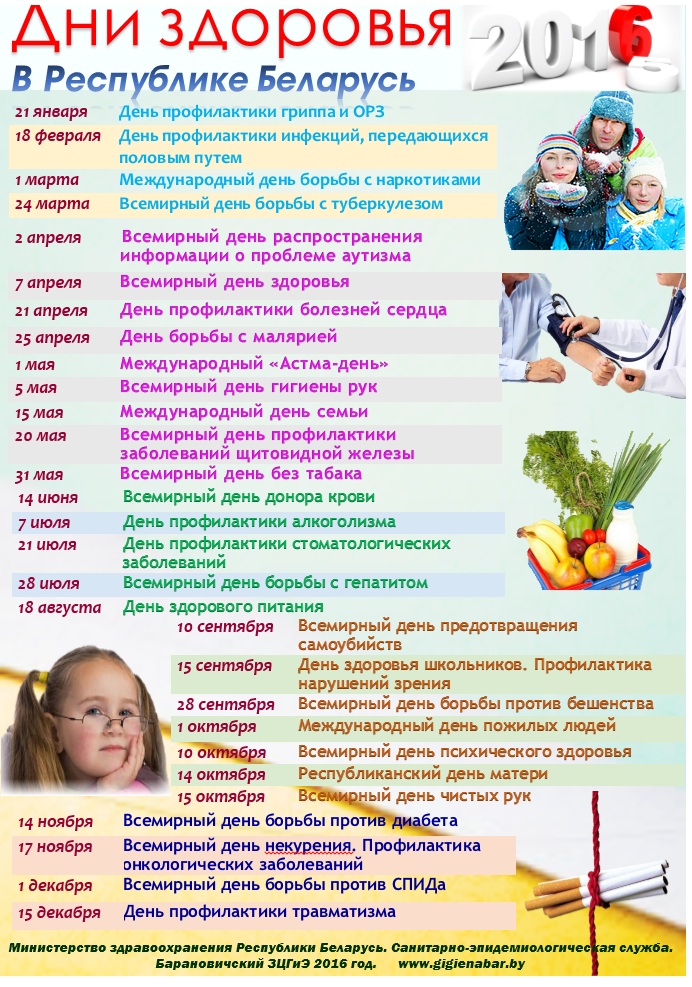 Дни здоровья
2016
5
В Республике Беларусь
21 января День профилактики гриппа и ОРЗ
18 февраля День профилактики инфекций, передающихся
половым путем
1 марта Международный день борьбы с наркотиками
24 марта Всемирный день борьбы с туберкулезом
2 апреля Всемирный день распространения
информации о проблеме аутизма
7 апреля Всемирный день здоровья
21 апреля День профилактики болезней сердца
25 апреля День борьбы с малярией
1 мая Международный «Астма-день»
5 мая Всемирный день гигиены рук
15 мая Международный день семьи
20 мая Всемирный день профилактики
заболеваний щитовидной железы
31 мая Всемирный день без табака
14 июня Всемирный день донора крови
7 июля День профилактики алкоголизма
21 июля День профилактики стоматологических
заболеваний
28 июля Всемирный день борьбы с гепатитом
18 августа День здорового питания
10 сентября Всемирный день предотвращения
самоубийств
15 сентября День здоровья школьников. Профилактика
нарушений зрения
28 сентября Всемирный день борьбы против бешенства
1 октября Международный день пожилых людей
10 октября Всемирный день психического здоровья
14 октября Республиканский день матери
15 октября Всемирный день чистых рук
14 ноября Всемирный день борьбы против диабета
17 ноября Всемирный день некурения. Профилактика
онкологических заболеваний
1 декабря Всемирный день борьбы против СПИДа
15 декабря День профилактики травматизма
Министерство здравоохранения Республики Беларусь. Санитарно-эпидемиологическая служба.
Барановичский ЗЦГиЭ 2016 год. www.gigienabar.by